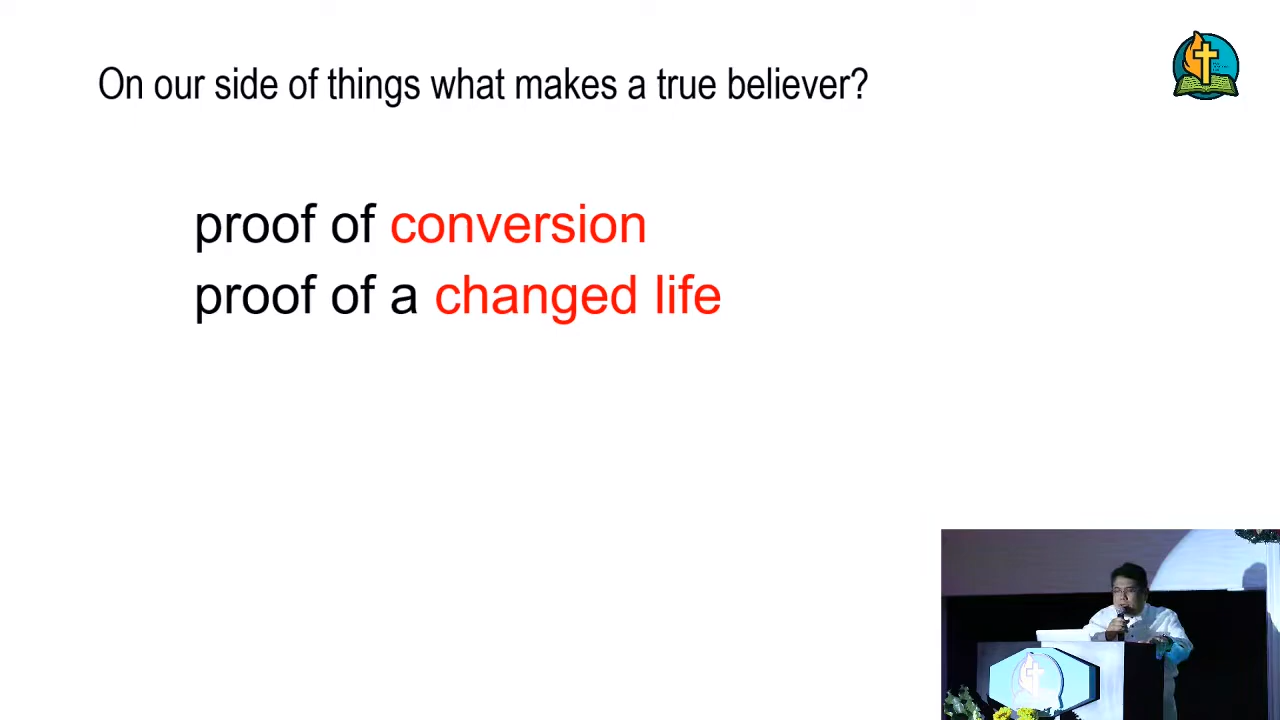 On our side of things what makes a true believer?
proof of conversion
proof of a changed life